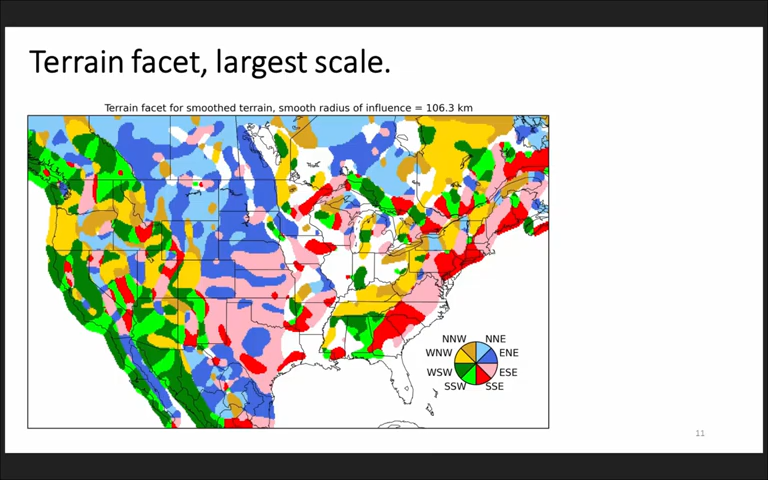 Terrain facet, largest scale.
Terrain facet for smoothed terrain, smooth radius of influence = 106.3 km
NNW NNE
WNW ENE
WSW ESE
SSW SSE
11